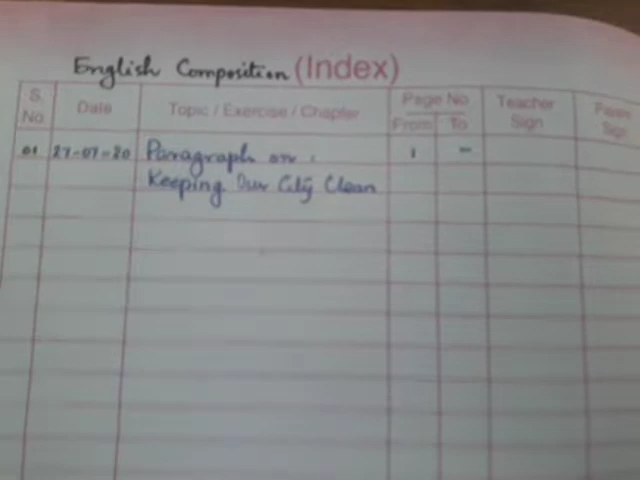 English Composition (Index)
S. No. Date Topic / Exercise / Chapter Page No From To Teacher Sign Paren Sign
01 27-07-20 Paragraph on : 1 -
Keeping Our City Clean